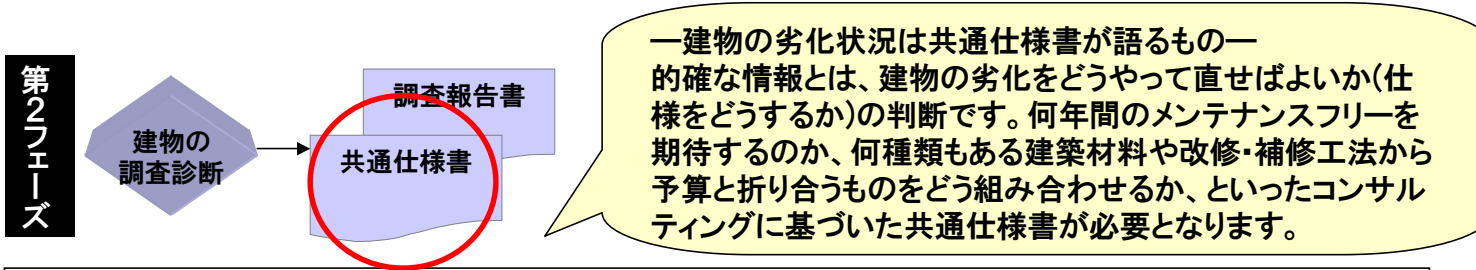 第2フェーズ
建物の
調査診断
調査報告書
共通仕様書
―建物の劣化状況は共通仕様書が語るもの―
的確な情報とは、建物の劣化をどうやって直せばよいか(仕
様をどうするか)の判断です。何年間のメンテナンスフリーを
期待するのか、何種類もある建築材料や改修・補修工法から
予算と折り合うものをどう組み合わせるか、といったコンサル
ティングに基づいた共通仕様書が必要となります。